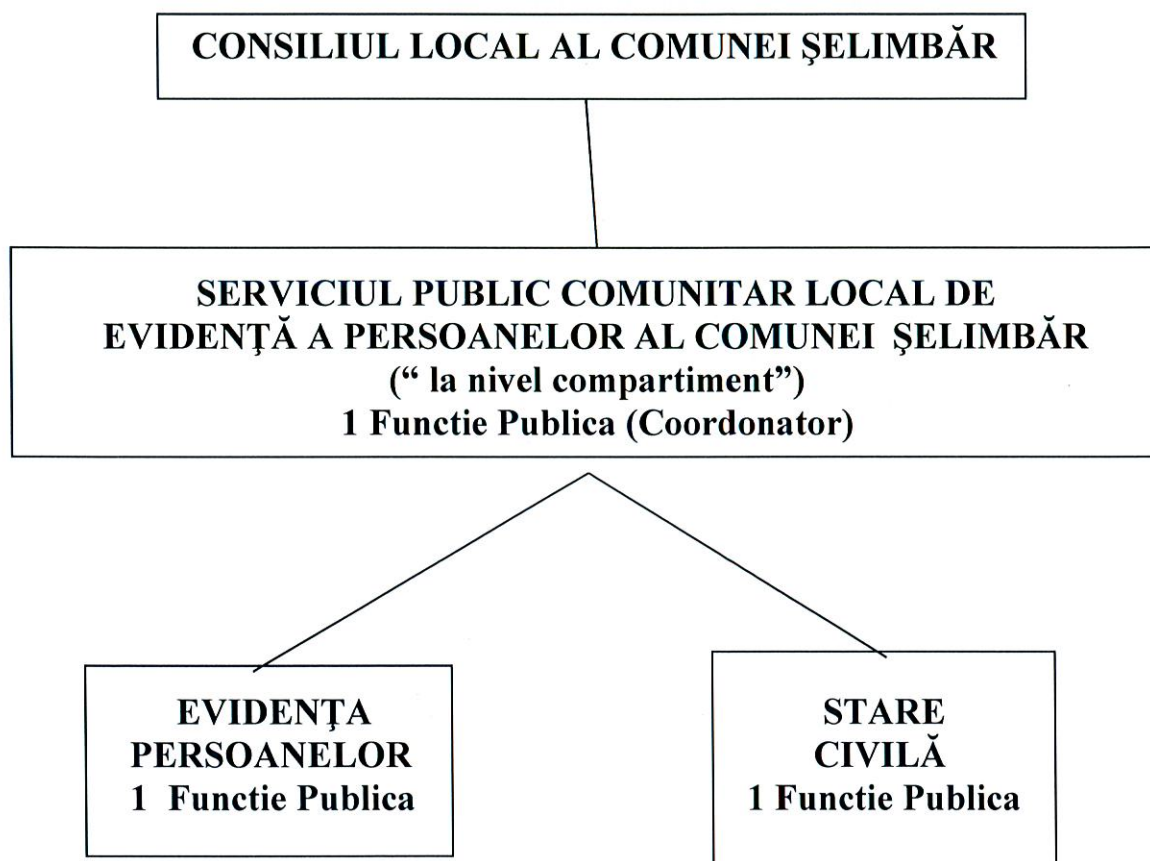 CONSILIUL LOCAL AL COMUNEI ŞELIMBĂR
SERVICIUL PUBLIC COMUNITAR LOCAL DE
EVIDENŢĂ A PERSOANELOR AL COMUNEI ŞELIMBĂR
(“ la nivel compartiment”)
1 Functie Publica (Coordonator)
EVIDENŢA
PERSOANELOR
1 Functie Publica
STARE
CIVILĂ
1 Functie Publica